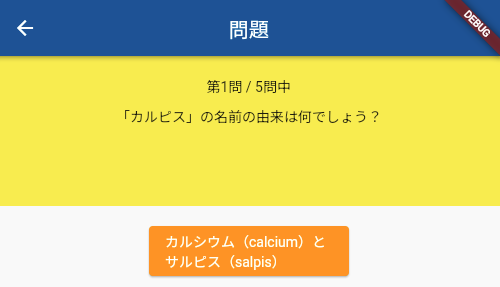 問題
DEBUG
第1問 / 5問中
「カルピス」の名前の由来は何でしょう？
カルシウム（calcium）と
サルピス（salpis）